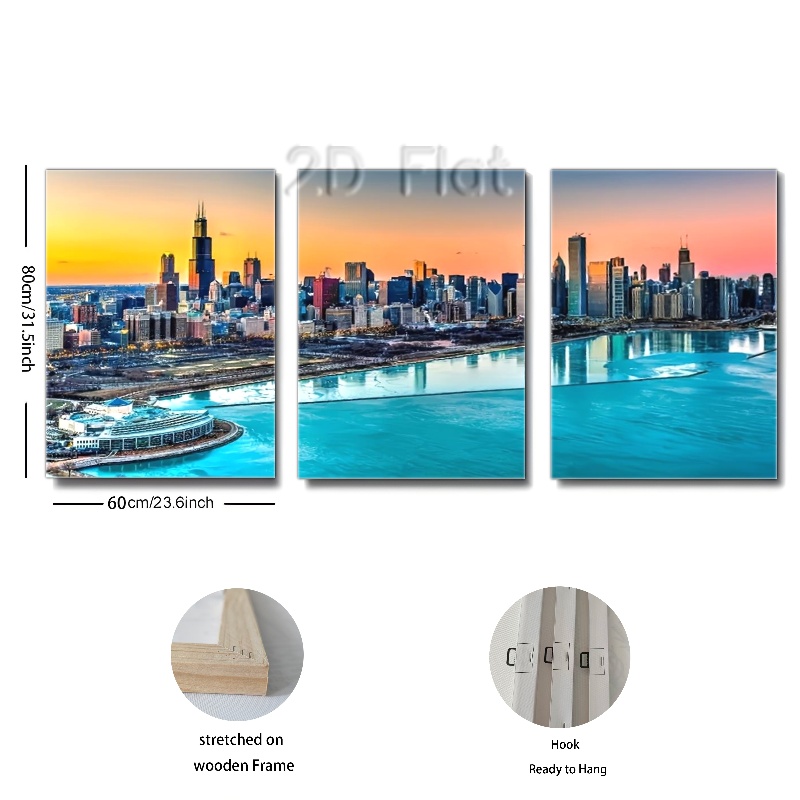 2D Flat
80cm/31.5inch
60cm/23.6inch
stretched on
wooden Frame
Hook
Ready to Hang